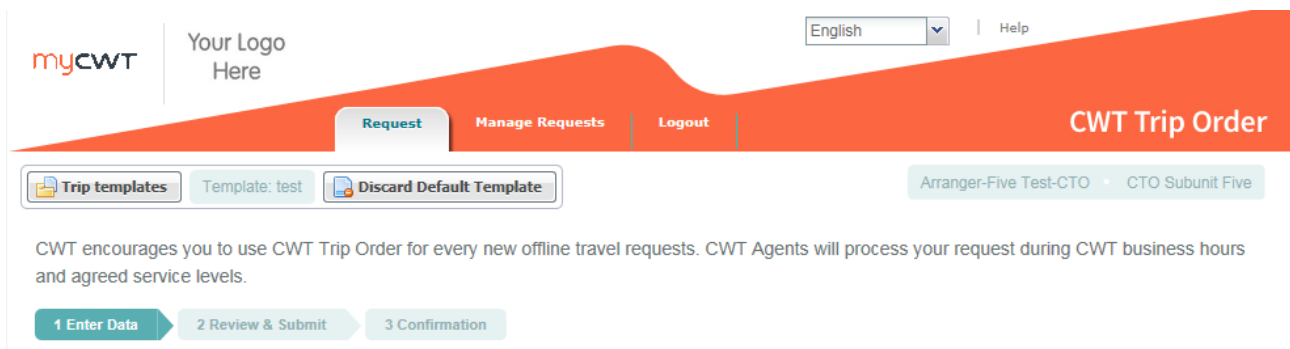 English
Help
mycwt
Your Logo
Here
Request
Manage Requests
Logout
CWT Trip Order
Trip templates
Template: test
Discard Default Template
Arranger-Five Test-CTO
CTO Subunit Five
CWT encourages you to use CWT Trip Order for every new offline travel requests. CWT Agents will process your request during CWT business hours
and agreed service levels.
1 Enter Data
2 Review & Submit
3 Confirmation